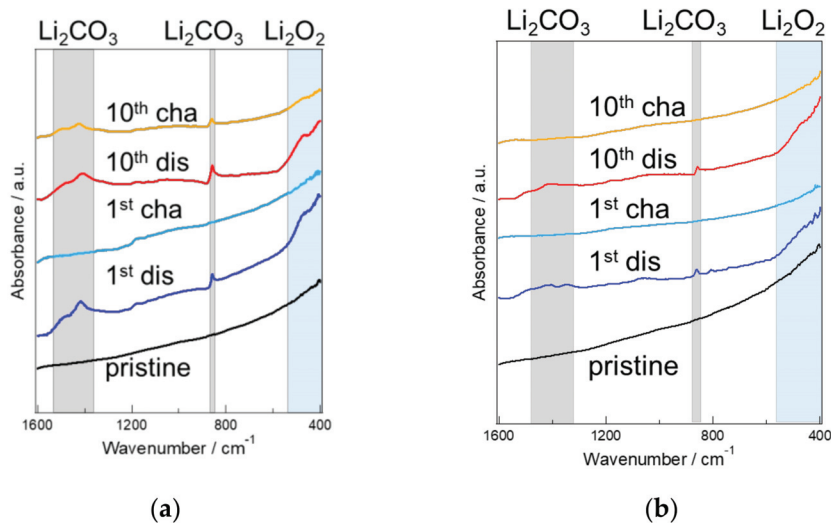 Li₂CO₃ Li₂CO₃ Li₂O₂
10th cha
10th dis
1st cha
1st dis
pristine
Absorbance / a.u.
1600 1200 800 400
Wavenumber / cm⁻¹
(a)
Li₂CO₃ Li₂CO₃ Li₂O₂
10th cha
10th dis
1st cha
1st dis
pristine
Absorbance / a.u.
1600 1200 800 400
Wavenumber / cm⁻¹
(b)